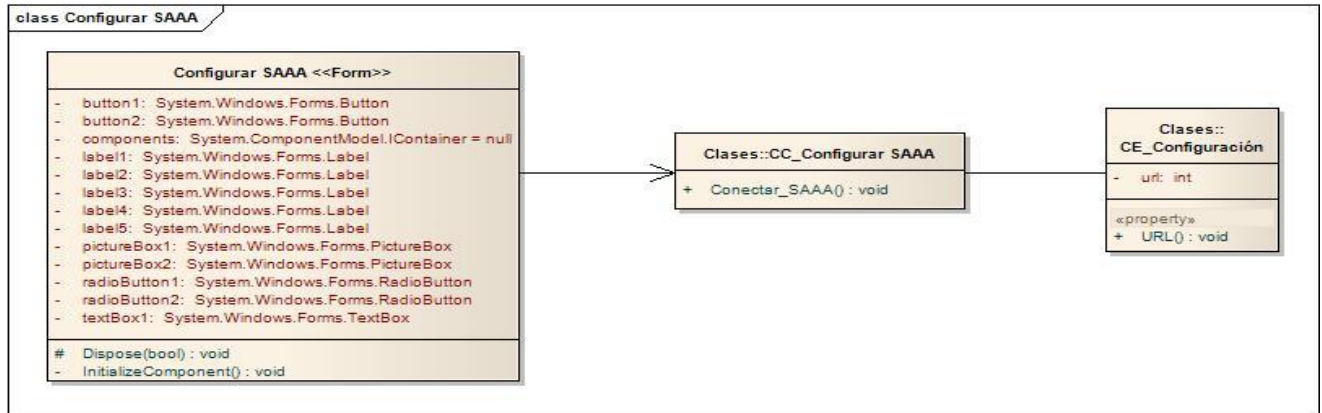 class Configurar SAAA
Configurar SAAA <<Form>>
- button1: System.Windows.Forms.Button
- button2: System.Windows.Forms.Button
- components: System.ComponentModel.IContainer = null
- label1: System.Windows.Forms.Label
- label2: System.Windows.Forms.Label
- label3: System.Windows.Forms.Label
- label4: System.Windows.Forms.Label
- label5: System.Windows.Forms.Label
- pictureBox1: System.Windows.Forms.PictureBox
- pictureBox2: System.Windows.Forms.PictureBox
- radioButton1: System.Windows.Forms.RadioButton
- radioButton2: System.Windows.Forms.RadioButton
- textBox1: System.Windows.Forms.TextBox
# Dispose(bool) : void
- InitializeComponent() : void
Clases::CC_Configurar SAAA
+ Conectar_SAAA() : void
Clases::
CE_Configuración
- url: int
«property»
+ URL() : void